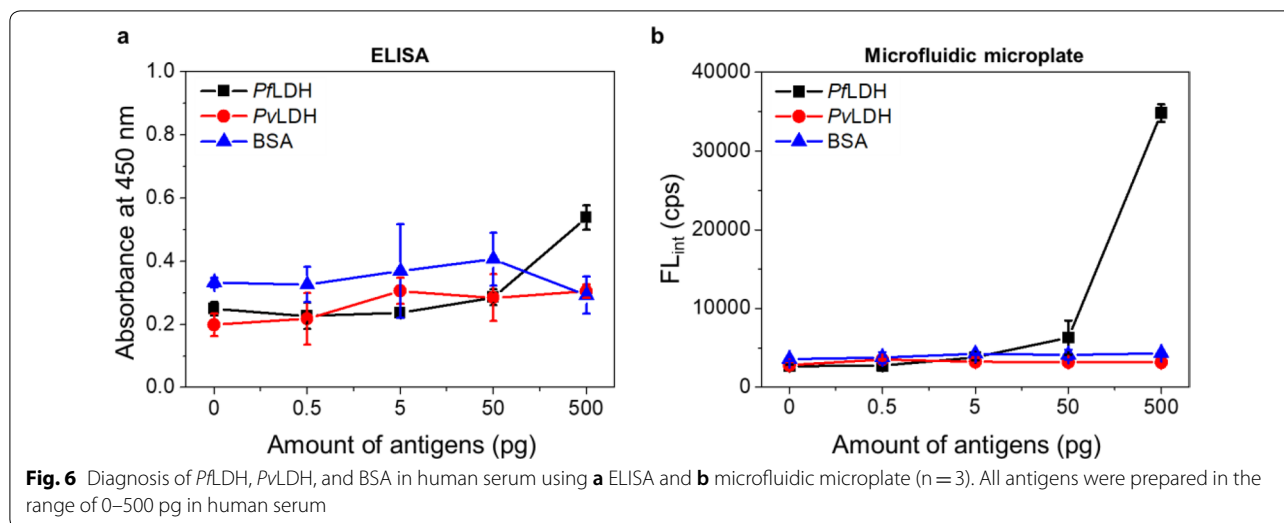 a
ELISA
PfLDH
PvLDH
BSA
Absorbance at 450 nm
1.0
0.8
0.6
0.4
0.2
0.0
0 0.5 5 50 500
Amount of antigens (pg)
b
Microfluidic microplate
PfLDH
PvLDH
BSA
FLint (cps)
40000
30000
20000
10000
0
0 0.5 5 50 500
Amount of antigens (pg)
Fig. 6 Diagnosis of PfLDH, PvLDH, and BSA in human serum using a ELISA and b microfluidic microplate (n = 3). All antigens were prepared in the
range of 0–500 pg in human serum